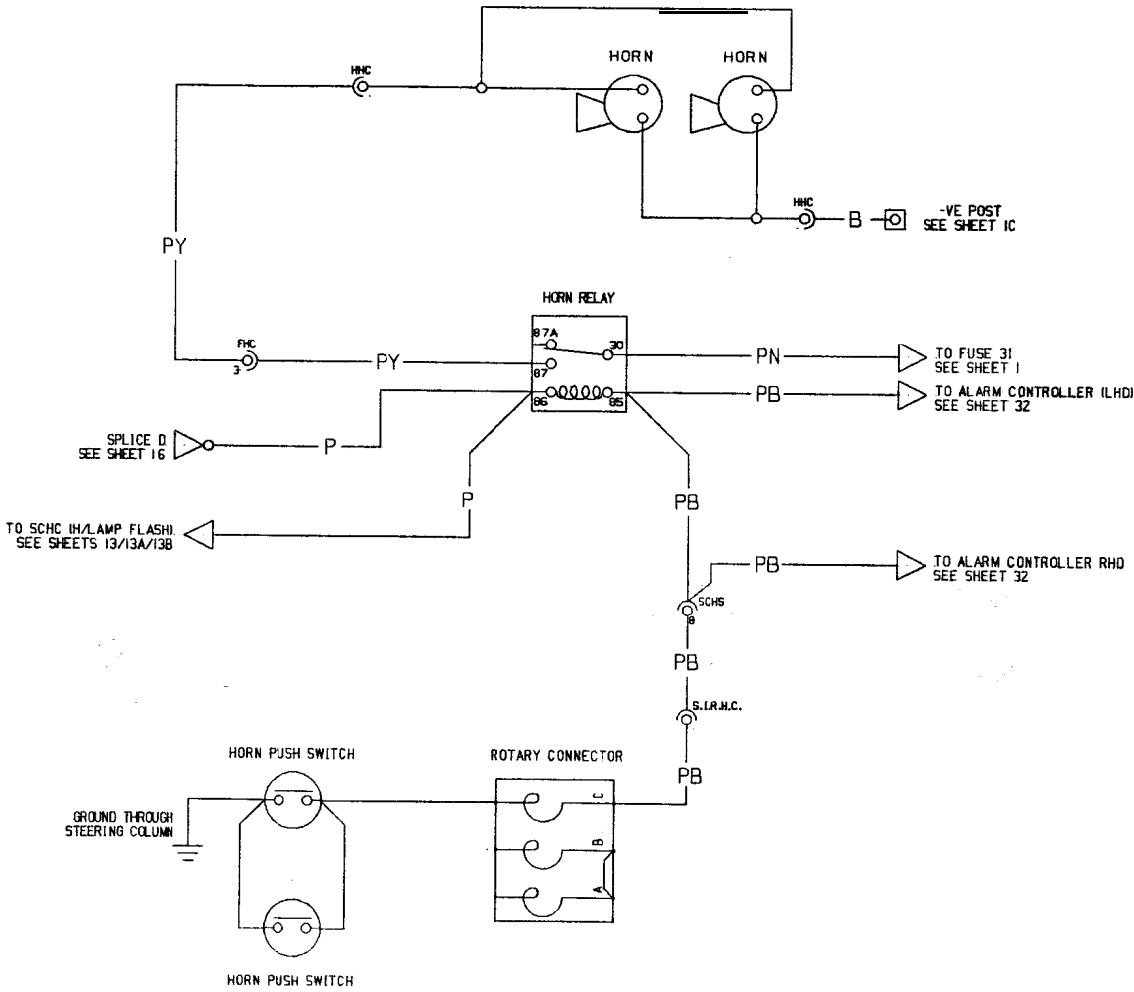 HORN
HORN
HHC
HHC
B
-VE POST
SEE SHEET 1C
PY
HORN RELAY
87A
30
87
86
85
FHC
3
PY
PN
TO FUSE 31
SEE SHEET 1
PB
TO ALARM CONTROLLER (LHD)
SEE SHEET 32
SPLICE D
SEE SHEET 16
P
P
PB
TO SCHC (H/LAMP FLASH).
SEE SHEETS 13/13A/13B
PB
TO ALARM CONTROLLER RHD
SEE SHEET 32
SCHS
8
PB
S.I.R.H.C.
PB
HORN PUSH SWITCH
ROTARY CONNECTOR
C
B
A
GROUND THROUGH
STEERING COLUMN
HORN PUSH SWITCH